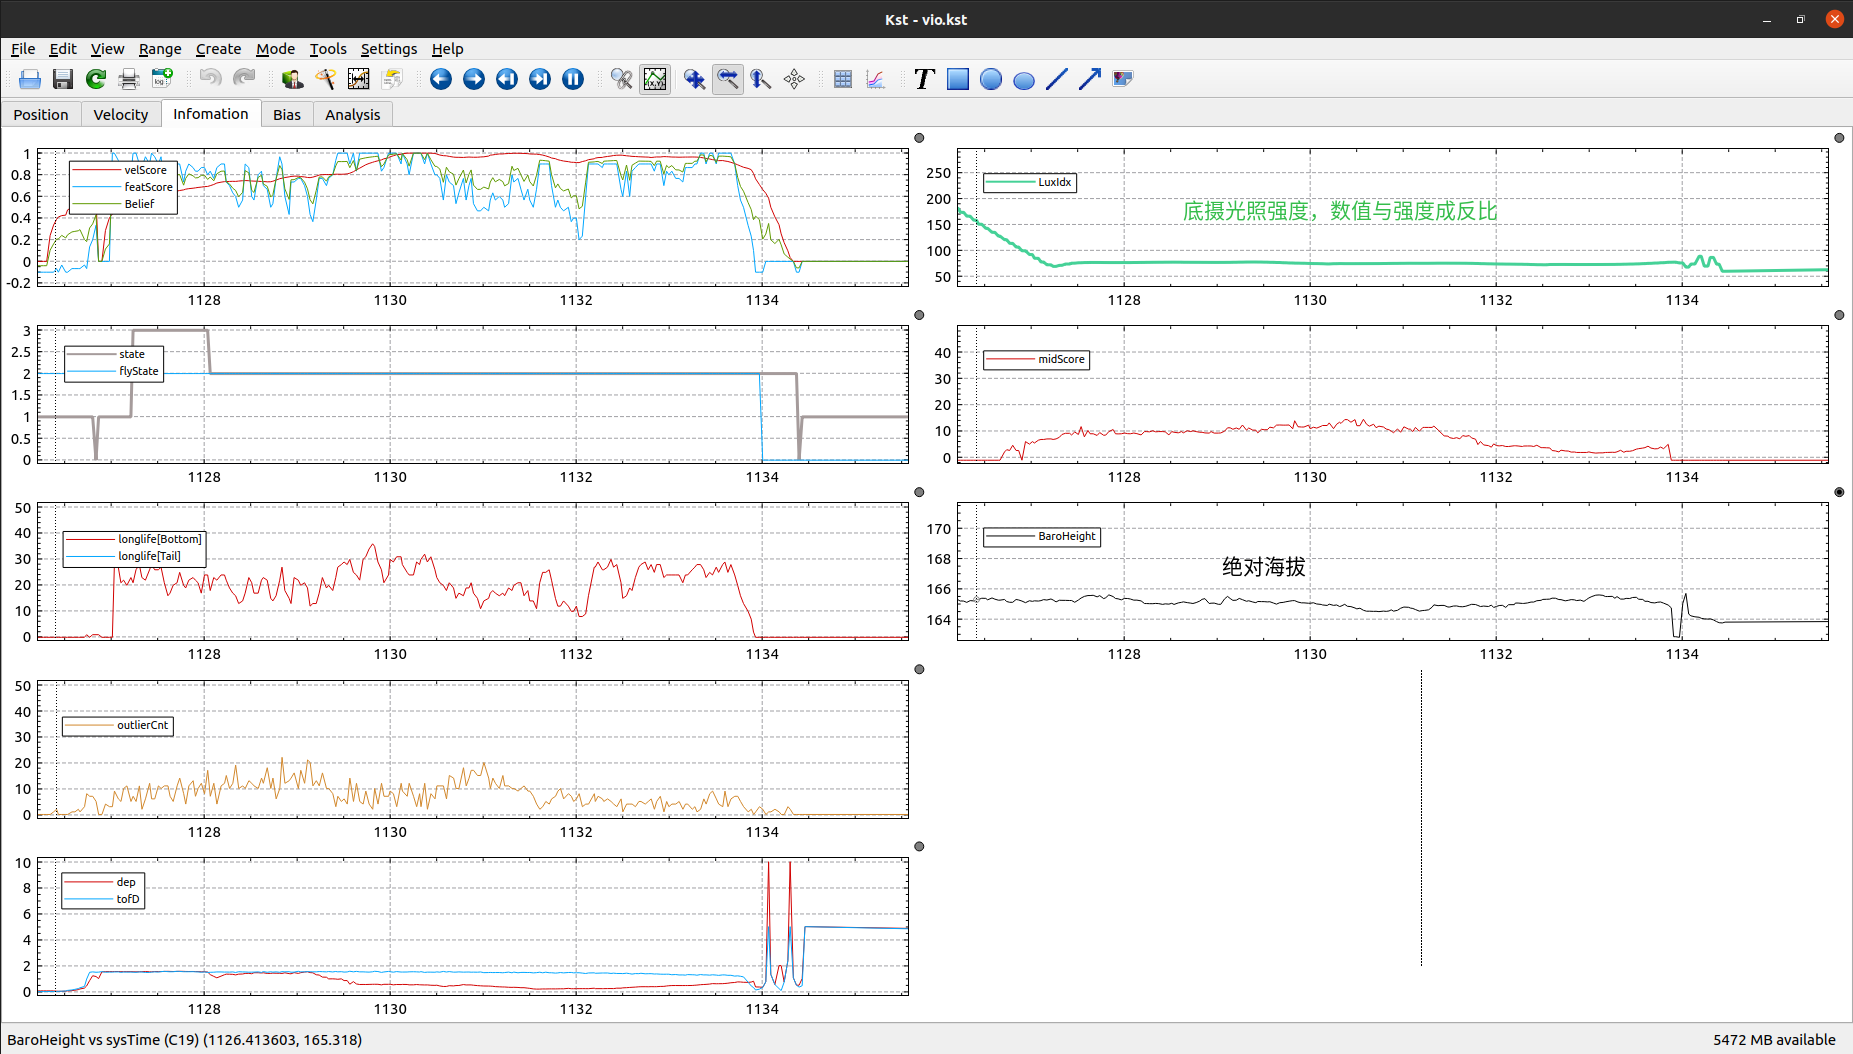 Kst - vio.kst
File Edit View Range Create Mode Tools Settings Help
Position Velocity Infomation Bias Analysis
1
0.8
0.6
0.4
0.2
0
-0.2
velScore
featScore
Belief
1128 1130 1132 1134
250
200
150
100
50
LuxIdx
底摄光照强度，数值与强度成反比
1128 1130 1132 1134
3
2.5
2
1.5
1
0.5
0
state
flyState
1128 1130 1132 1134
40
30
20
10
0
midScore
1128 1130 1132 1134
50
40
30
20
10
0
longlife[Bottom]
longlife[Tail]
1128 1130 1132 1134
170
168
166
164
BaroHeight
绝对海拔
1128 1130 1132 1134
50
40
30
20
10
0
outlierCnt
1128 1130 1132 1134
10
8
6
4
2
0
dep
tofD
1128 1130 1132 1134
BaroHeight vs sysTime (C19) (1126.413603, 165.318)
5472 MB available